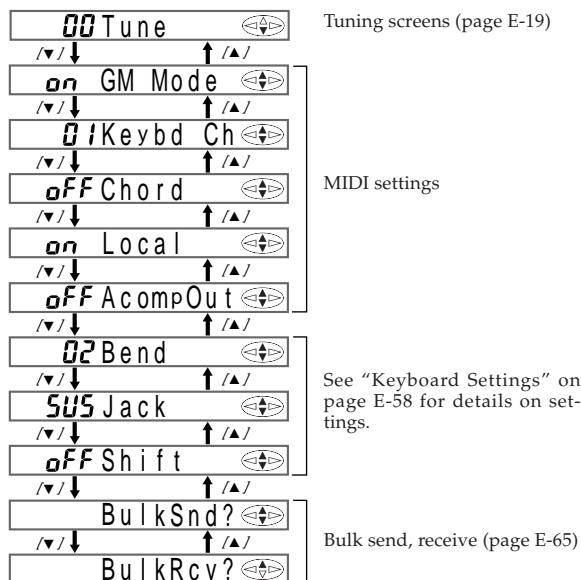 00 Tune
Tuning screens (page E-19)
[▼] [▲]
on GM Mode
[▼] [▲]
01 Keybd Ch
[▼] [▲]
oFF Chord
MIDI settings
[▼] [▲]
on Local
[▼] [▲]
oFF AcompOut
[▼] [▲]
02 Bend
[▼] [▲]
SUS Jack
See “Keyboard Settings” on
page E-58 for details on set-
tings.
[▼] [▲]
oFF Shift
[▼] [▲]
BulkSnd?
[▼] [▲]
Bulk send, receive (page E-65)
BulkRcv?